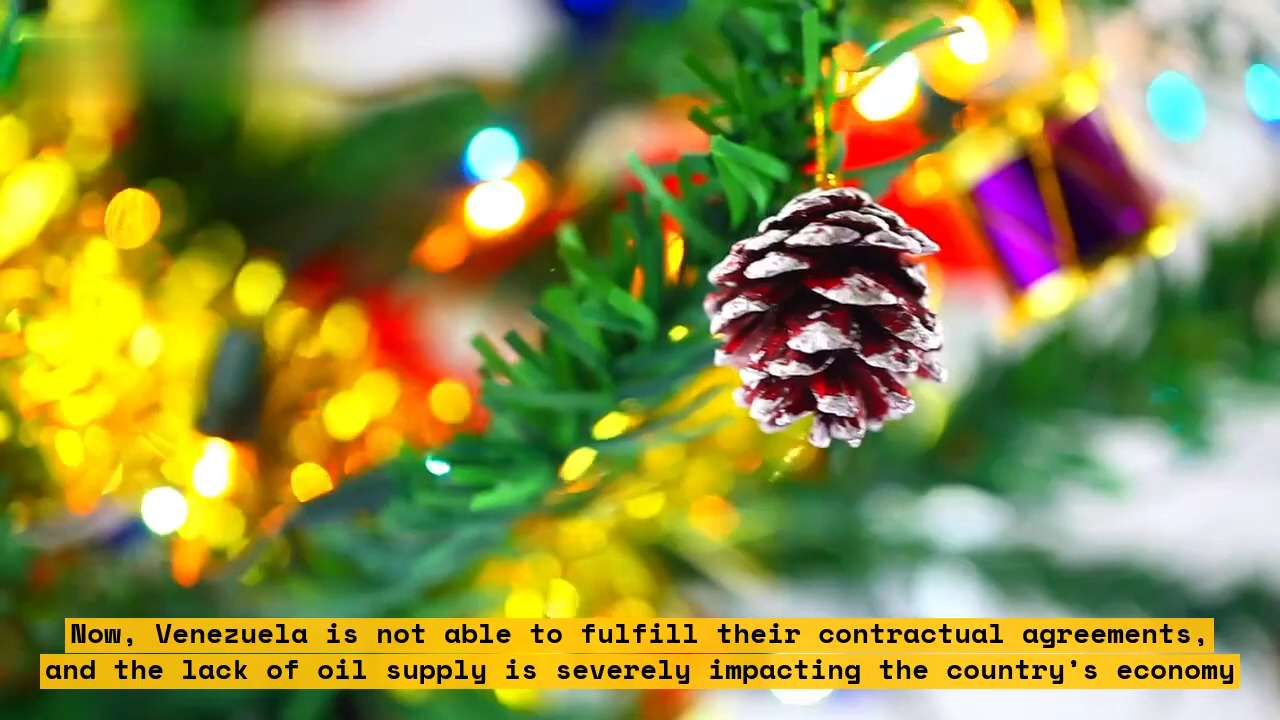 Now, Venezuela is not able to fulfill their contractual agreements,
and the lack of oil supply is severely impacting the country's economy